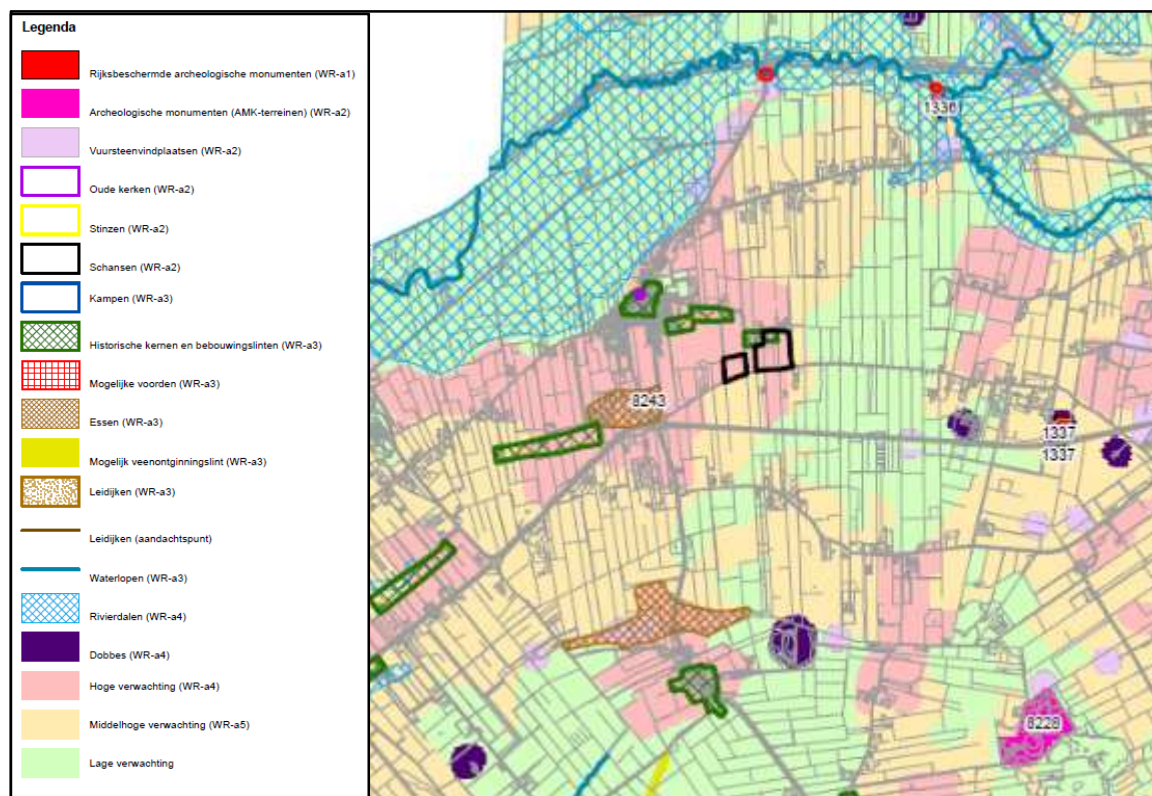 Legenda
Rijksbeschermde archeologische monumenten (WR-a1)
Archeologische monumenten (AMK-terreinen) (WR-a2)
Vuursteenvindplaatsen (WR-a2)
Oude kerken (WR-a2)
Stinzen (WR-a2)
Schansen (WR-a2)
Kampen (WR-a3)
Historische kernen en bebouwingslinten (WR-a3)
Mogelijke voorden (WR-a3)
Essen (WR-a3)
Mogelijk veenontginningslint (WR-a3)
Leidijken (WR-a3)
Leidijken (aandachtspunt)
Waterlopen (WR-a3)
Rivierdalen (WR-a4)
Dobbes (WR-a4)
Hoge verwachting (WR-a4)
Middelhoge verwachting (WR-a5)
Lage verwachting
1336
8243
1337
1337
8228